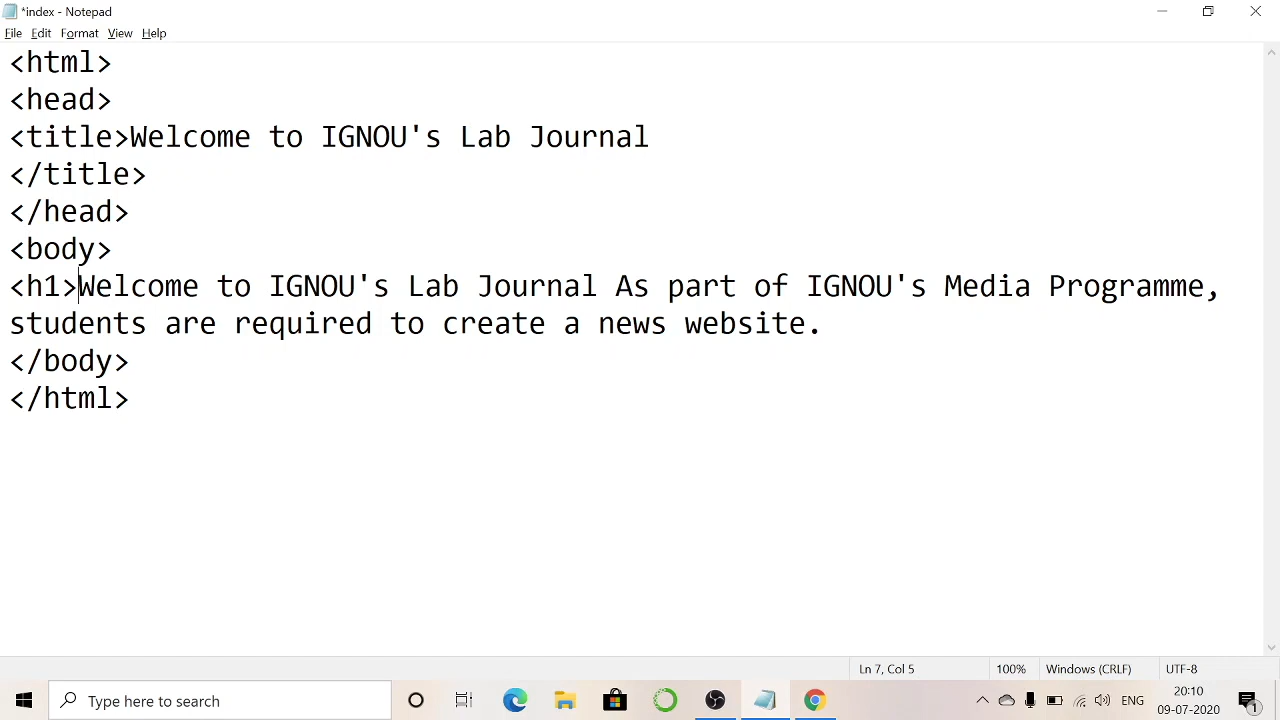 *index - Notepad
File Edit Format View Help
<html>
<head>
<title>Welcome to IGNOU's Lab Journal
</title>
</head>
<body>
<h1>Welcome to IGNOU's Lab Journal As part of IGNOU's Media Programme,
students are required to create a news website.
</body>
</html>
Ln 7, Col 5 100% Windows (CRLF) UTF-8
Type here to search
ENG
20:10
09-07-2020
1